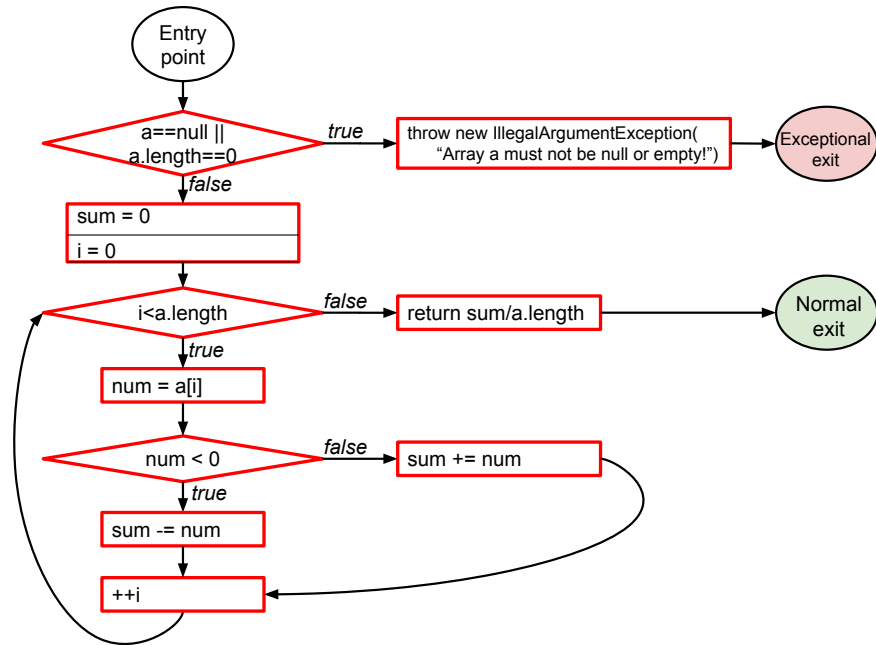 Entry
point
a==null ||
a.length==0
true
throw new IllegalArgumentException(
“Array a must not be null or empty!”)
Exceptional
exit
false
sum = 0
i = 0
i<a.length
false
return sum/a.length
Normal
exit
true
num = a[i]
num < 0
false
sum += num
true
sum -= num
++i